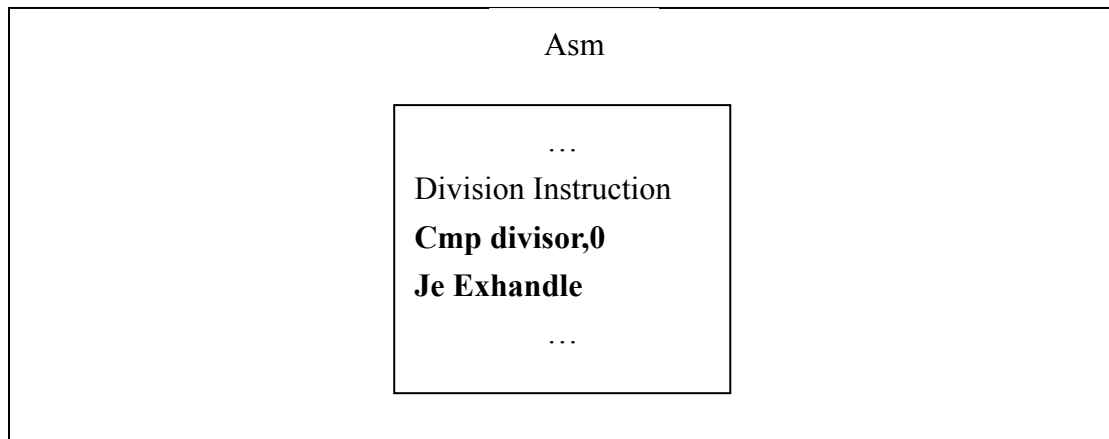 Asm
…
Division Instruction
Cmp divisor,0
Je Exhandle
…